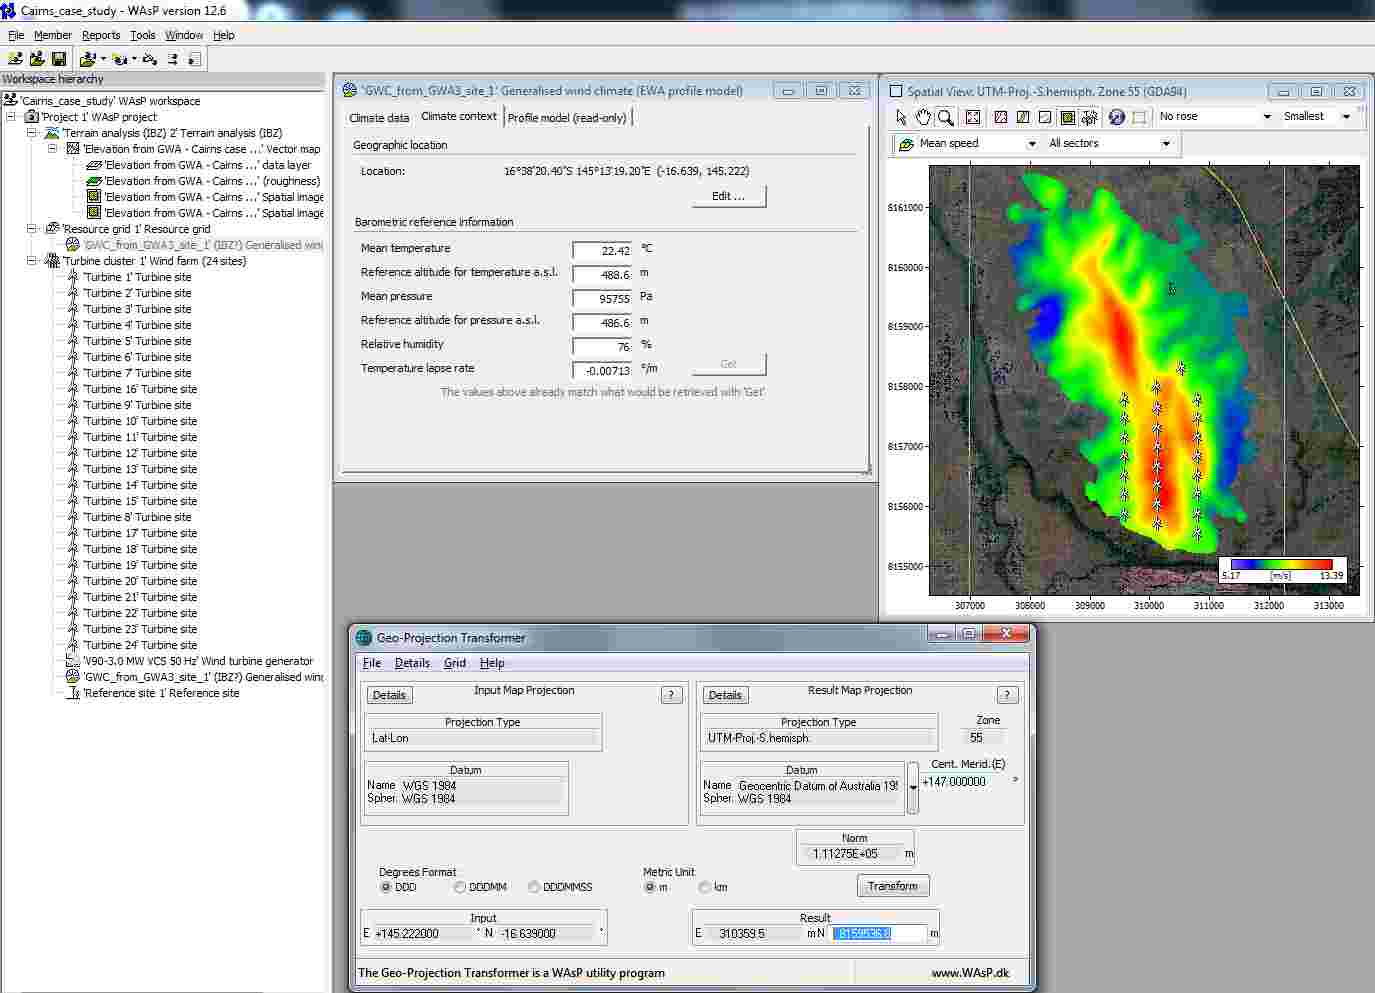 Cairns_case_study - WAsP version 12.6
File Member Reports Tools Window Help
Workspace hierarchy
'Cairns_case_study' WAsP workspace
'Project 1' WAsP project
'Terrain analysis (IBZ) 2' Terrain analysis (IBZ)
'Elevation from GWA - Cairns case ...' Vector map
'Elevation from GWA - Cairns ...' data layer
'Elevation from GWA - Cairns ...' (roughness)
'Elevation from GWA - Cairns ...' Spatial image
'Elevation from GWA - Cairns ...' Spatial image
'Resource grid 1' Resource grid
'GWC_from_GWA3_site_1' (IBZ?) Generalised wind
'Turbine cluster 1' Wind farm (24 sites)
'Turbine 1' Turbine site
'Turbine 2' Turbine site
'Turbine 3' Turbine site
'Turbine 4' Turbine site
'Turbine 5' Turbine site
'Turbine 6' Turbine site
'Turbine 7' Turbine site
'Turbine 16' Turbine site
'Turbine 9' Turbine site
'Turbine 10' Turbine site
'Turbine 11' Turbine site
'Turbine 12' Turbine site
'Turbine 13' Turbine site
'Turbine 14' Turbine site
'Turbine 15' Turbine site
'Turbine 8' Turbine site
'Turbine 17' Turbine site
'Turbine 18' Turbine site
'Turbine 19' Turbine site
'Turbine 20' Turbine site
'Turbine 21' Turbine site
'Turbine 22' Turbine site
'Turbine 23' Turbine site
'Turbine 24' Turbine site
'V90-3.0 MW VCS 50 Hz' Wind turbine generator
'GWC_from_GWA3_site_1' (IBZ?) Generalised wind
'Reference site 1' Reference site
'GWC_from_GWA3_site_1' Generalised wind climate (EWA profile model)
Climate data Climate context Profile model (read-only)
Geographic location
Location: 16°38'20.40"S 145°13'19.20"E (-16.639, 145.222)
Edit ...
Barometric reference information
Mean temperature 22.42 °C
Reference altitude for temperature a.s.l. 488.6 m
Mean pressure 95755 Pa
Reference altitude for pressure a.s.l. 486.6 m
Relative humidity 76 %
Temperature lapse rate -0.00713 °/m Get
The values above already match what would be retrieved with 'Get'
Spatial View. UTM-Proj.-S.hemisph. Zone 55 (GDA94)
No rose Smallest
Mean speed All sectors
8161000
8160000
8159000
8158000
8157000
8156000
8155000
5.17 [m/s] 13.39
307000 308000 309000 310000 311000 312000 313000
Geo-Projection Transformer
File Details Grid Help
Details Input Map Projection ?
Projection Type
Lat-Lon
Datum
Name WGS 1984
Spher. WGS 1984
Details Result Map Projection ?
Projection Type Zone
UTM-Proj.-S.hemisph. 55
Datum Cent. Merid.(E)
Name Geocentric Datum of Australia 199 +147.000000 °
Spher. WGS 1984
Norm
1.11275E+05 m
Degrees Format Metric Unit
DDD DDDMM DDDMMSS m km Transform
Input Result
E +145.222000 ° N -16.639000 ° E 310359.5 m N 8159536.8 m
The Geo-Projection Transformer is a WAsP utility program www.WAsP.dk